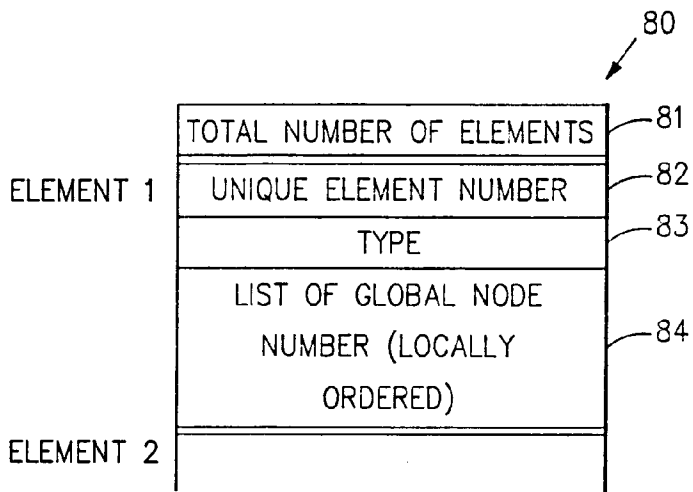 80
TOTAL NUMBER OF ELEMENTS 81
ELEMENT 1 UNIQUE ELEMENT NUMBER 82
TYPE 83
LIST OF GLOBAL NODE
NUMBER (LOCALLY 84
ORDERED)
ELEMENT 2